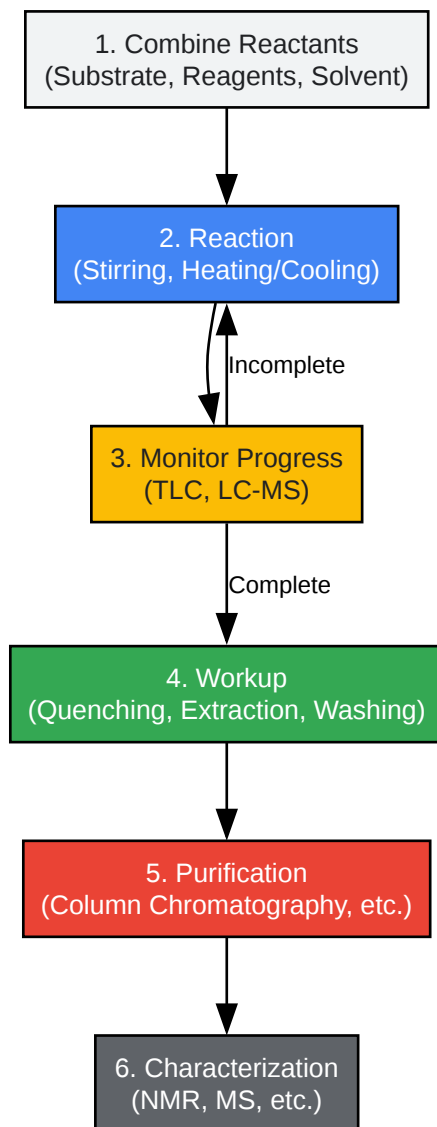 1. Combine Reactants
(Substrate, Reagents, Solvent)
2. Reaction
(Stirring, Heating/Cooling)
Incomplete
3. Monitor Progress
(TLC, LC-MS)
Complete
4. Workup
(Quenching, Extraction, Washing)
5. Purification
(Column Chromatography, etc.)
6. Characterization
(NMR, MS, etc.)